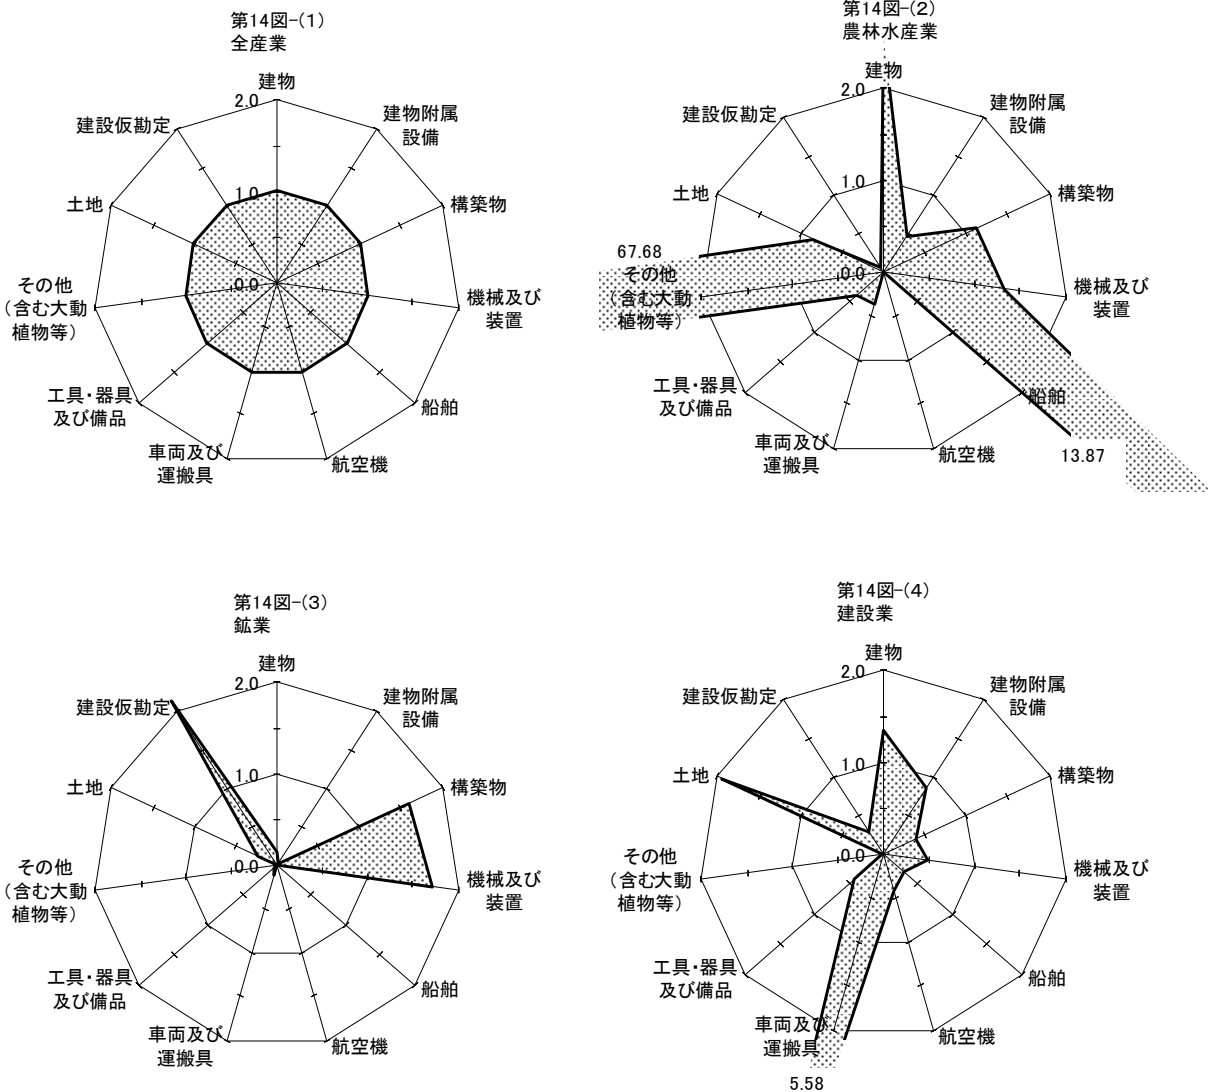 第14図-(1)
全産業
建物
2.0
建物附属
設備
建設仮勘定
1.0
土地
構築物
0.0
その他
(含む大動
植物等)
機械及び
装置
工具・器具
及び備品
船舶
車両及び
運搬具
航空機
第14図-(2)
農林水産業
建物
2.0
建物附属
設備
建設仮勘定
1.0
土地
構築物
67.68
0.0
その他
(含む大動
植物等)
機械及び
装置
工具・器具
及び備品
船舶
車両及び
運搬具
航空機
13.87
第14図-(3)
鉱業
建物
2.0
建物附属
設備
建設仮勘定
1.0
土地
構築物
0.0
その他
(含む大動
植物等)
機械及び
装置
工具・器具
及び備品
船舶
車両及び
運搬具
航空機
第14図-(4)
建設業
建物
2.0
建物附属
設備
建設仮勘定
1.0
土地
構築物
0.0
その他
(含む大動
植物等)
機械及び
装置
工具・器具
及び備品
船舶
車両及び
運搬具
航空機
5.58